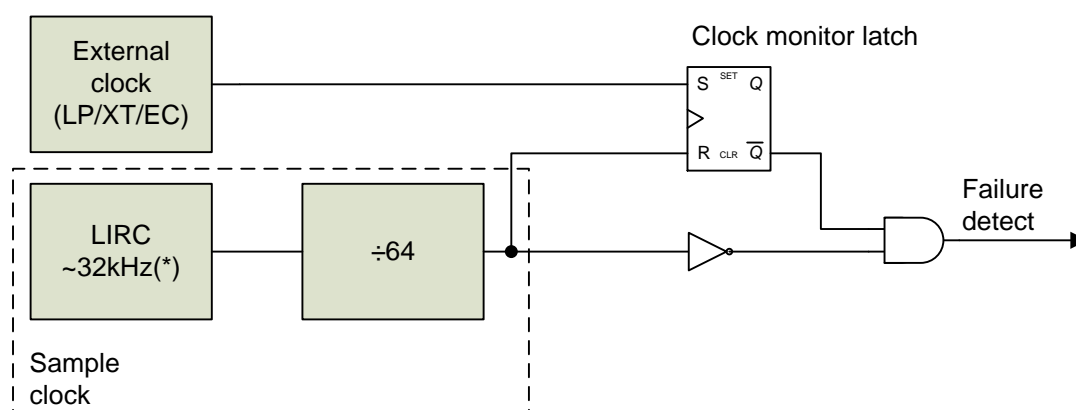 External
clock
(LP/XT/EC)
Clock monitor latch
S SET Q
R CLR Q̅
LIRC
~32kHz(*)
÷64
Failure
detect
Sample
clock